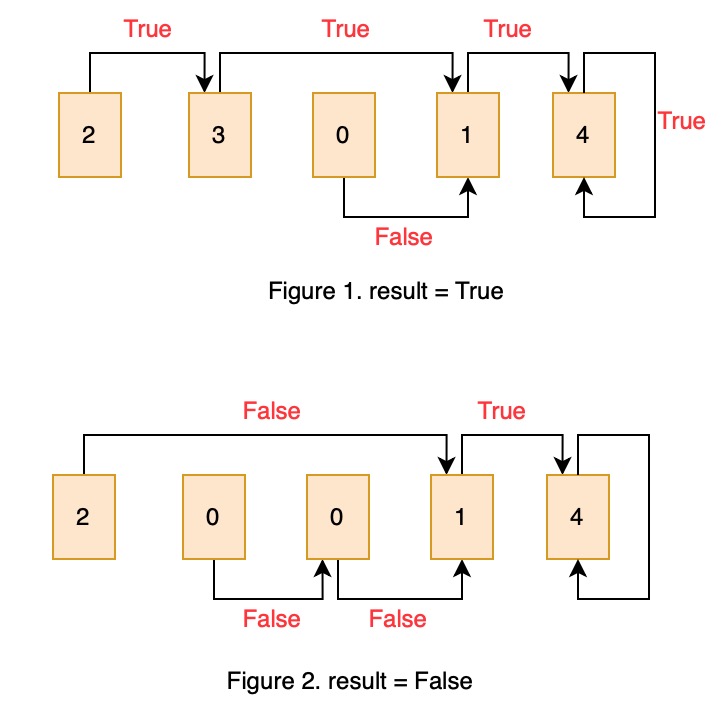 True True True
2 3 0 1 4 True
False
Figure 1. result = True
False True
2 0 0 1 4
False False
Figure 2. result = False